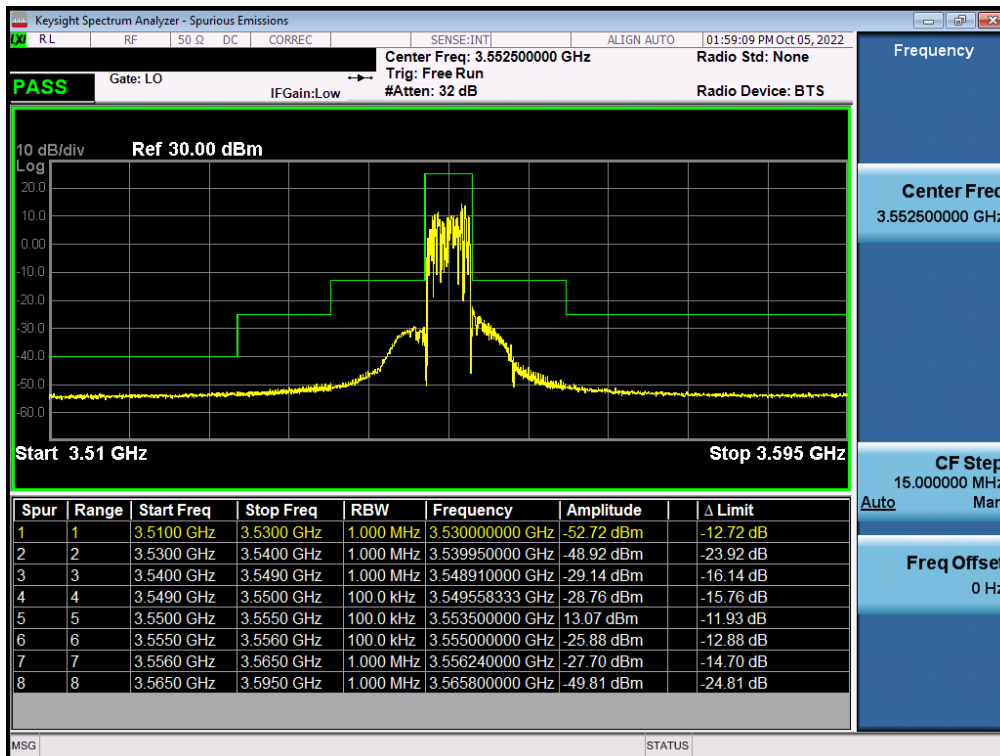 Keysight Spectrum Analyzer - Spurious Emissions
LXI RL RF 50 Ω DC CORREC SENSE:INT ALIGN AUTO 01:59:09 PM Oct 05, 2022
PASS
Gate: LO
IFGain:Low
Center Freq: 3.552500000 GHz
Trig: Free Run
#Atten: 32 dB
Radio Std: None
Radio Device: BTS
10 dB/div Ref 30.00 dBm
Log
20.0
10.0
0.00
-10.0
-20.0
-30.0
-40.0
-50.0
-60.0
Start 3.51 GHz Stop 3.595 GHz
Spur Range Start Freq Stop Freq RBW Frequency Amplitude Δ Limit
1 1 3.5100 GHz 3.5300 GHz 1.000 MHz 3.530000000 GHz -52.72 dBm -12.72 dB
2 2 3.5300 GHz 3.5400 GHz 1.000 MHz 3.539950000 GHz -48.92 dBm -23.92 dB
3 3 3.5400 GHz 3.5490 GHz 1.000 MHz 3.548910000 GHz -29.14 dBm -16.14 dB
4 4 3.5490 GHz 3.5500 GHz 100.0 kHz 3.549558333 GHz -28.76 dBm -15.76 dB
5 5 3.5500 GHz 3.5550 GHz 100.0 kHz 3.553500000 GHz 13.07 dBm -11.93 dB
6 6 3.5550 GHz 3.5560 GHz 100.0 kHz 3.555000000 GHz -25.88 dBm -12.88 dB
7 7 3.5560 GHz 3.5650 GHz 1.000 MHz 3.556240000 GHz -27.70 dBm -14.70 dB
8 8 3.5650 GHz 3.5950 GHz 1.000 MHz 3.565800000 GHz -49.81 dBm -24.81 dB
MSG STATUS
Frequency
Center Freq
3.552500000 GHz
CF Step
15.000000 MHz
Auto Man
Freq Offset
0 Hz